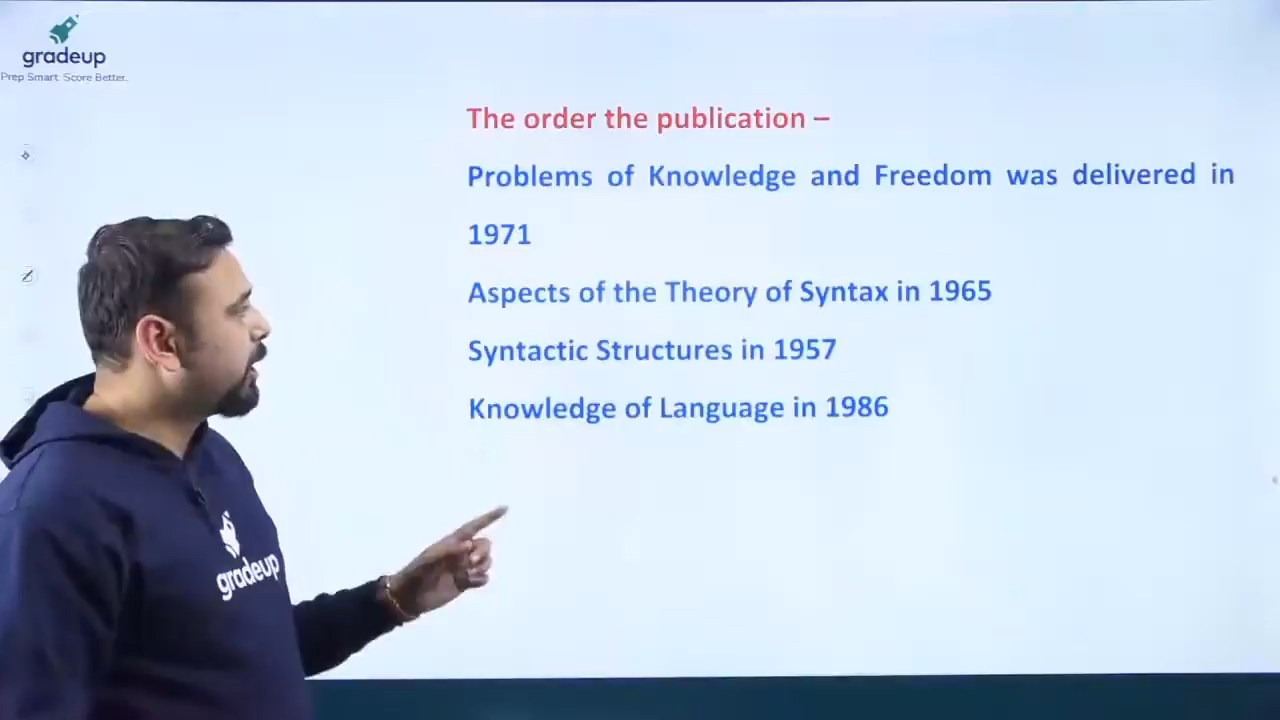 gradeup
Prep Smart. Score Better.
The order the publication –
Problems of Knowledge and Freedom was delivered in
1971
Aspects of the Theory of Syntax in 1965
Syntactic Structures in 1957
Knowledge of Language in 1986
gradeup